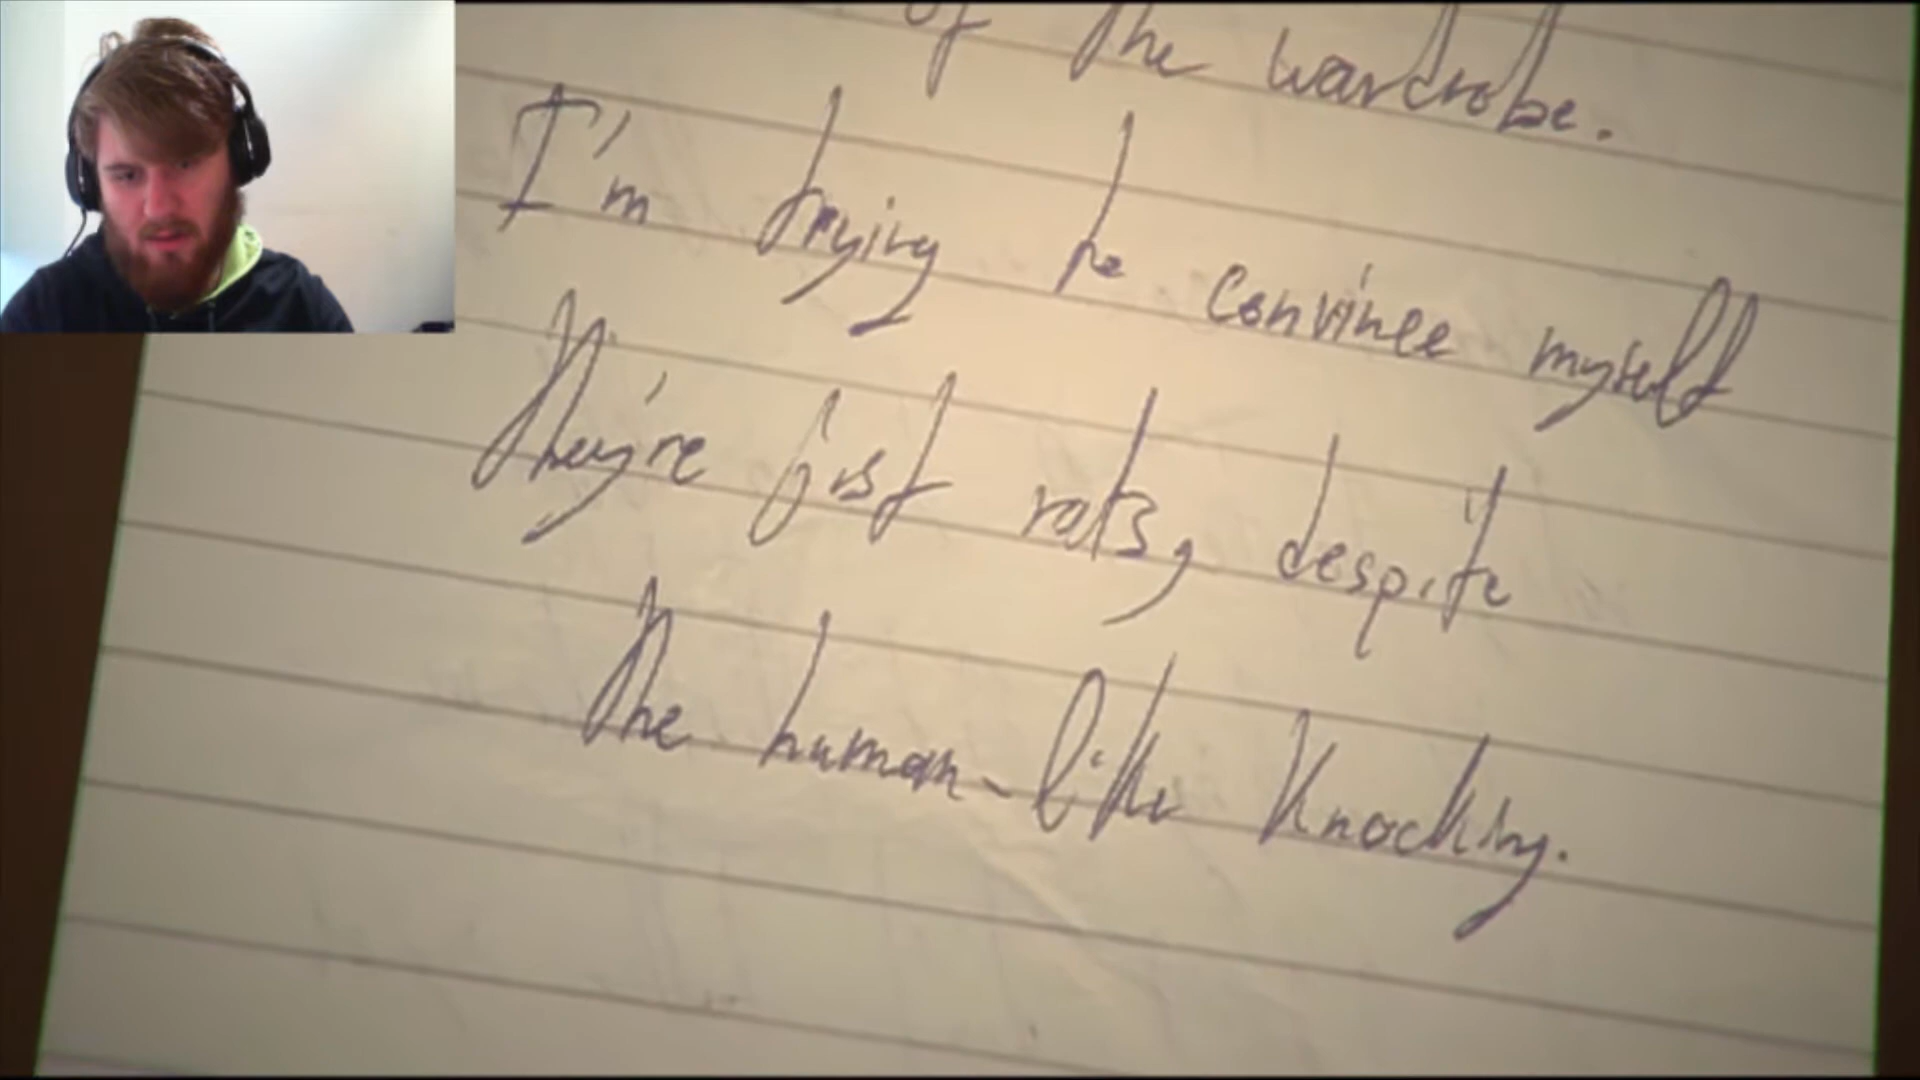 of the wardrobe.
I'm trying to convince myself
they're just rats, despite
the human-like knocking.